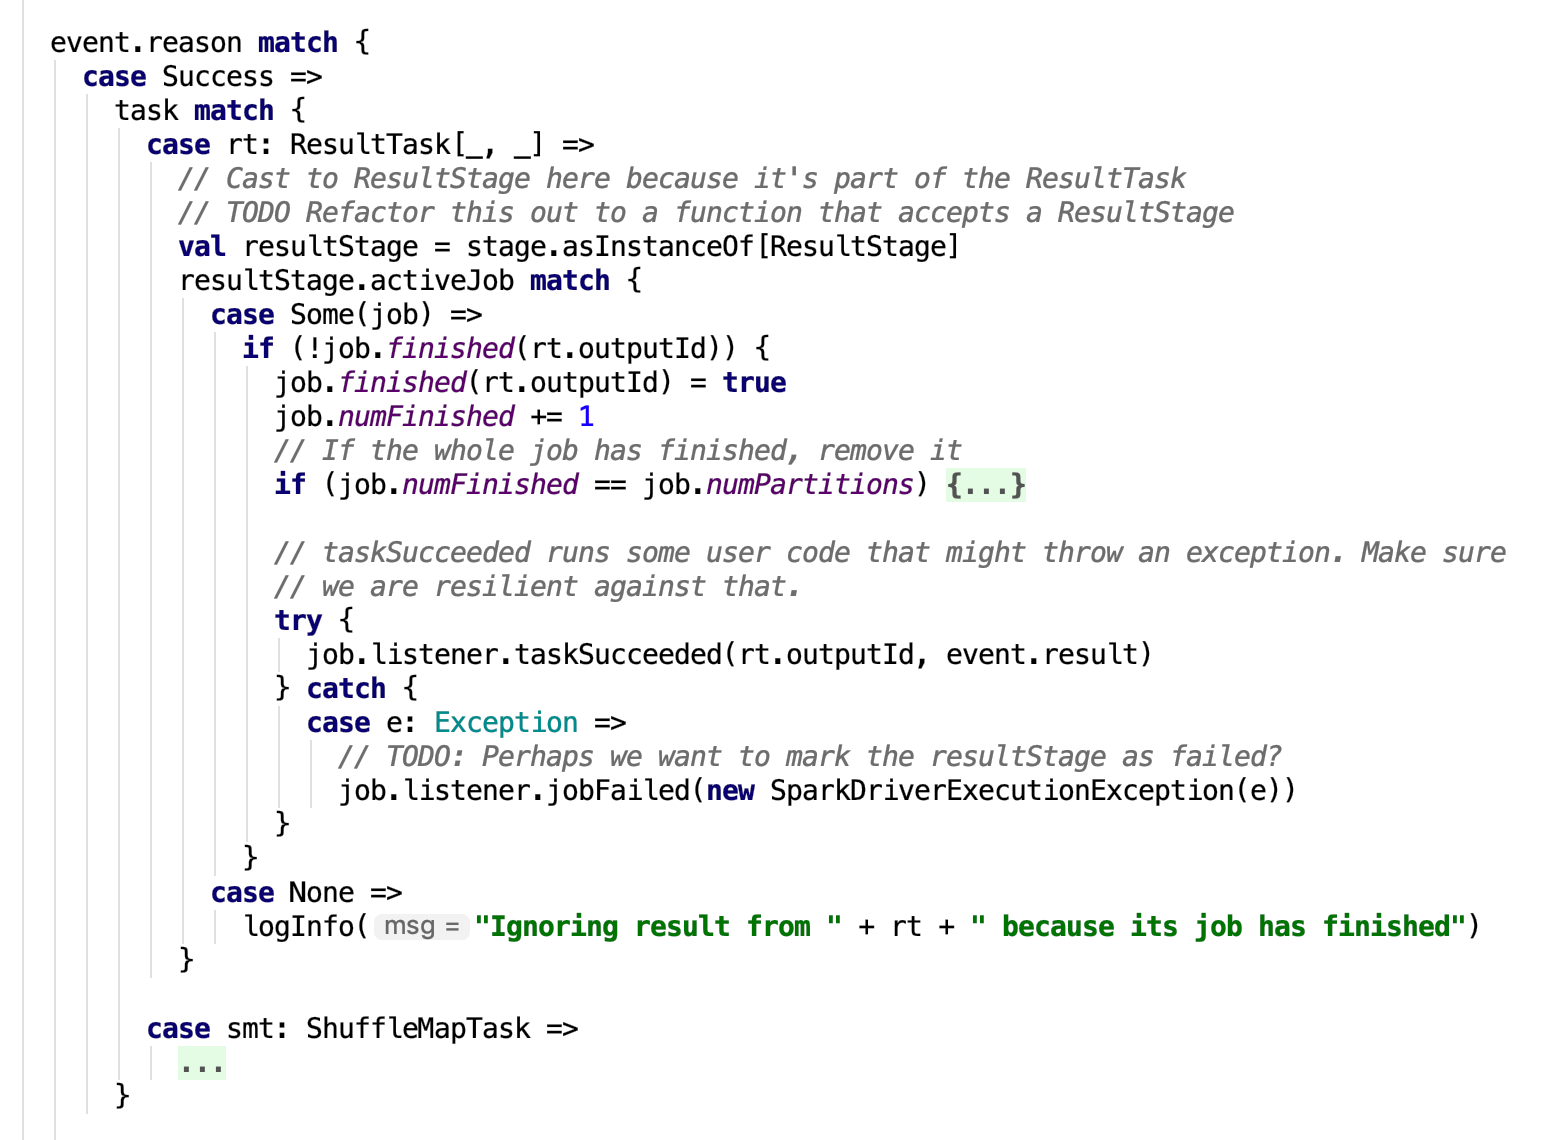 event.reason match {
case Success =>
task match {
case rt: ResultTask[_, _] =>
// Cast to ResultStage here because it's part of the ResultTask
// TODO Refactor this out to a function that accepts a ResultStage
val resultStage = stage.asInstanceOf[ResultStage]
resultStage.activeJob match {
case Some(job) =>
if (!job.finished(rt.outputId)) {
job.finished(rt.outputId) = true
job.numFinished += 1
// If the whole job has finished, remove it
if (job.numFinished == job.numPartitions) {...}
// taskSucceeded runs some user code that might throw an exception. Make sure
// we are resilient against that.
try {
job.listener.taskSucceeded(rt.outputId, event.result)
} catch {
case e: Exception =>
// TODO: Perhaps we want to mark the resultStage as failed?
job.listener.jobFailed(new SparkDriverExecutionException(e))
}
}
case None =>
logInfo( msg = "Ignoring result from " + rt + " because its job has finished")
}
case smt: ShuffleMapTask =>
...
}